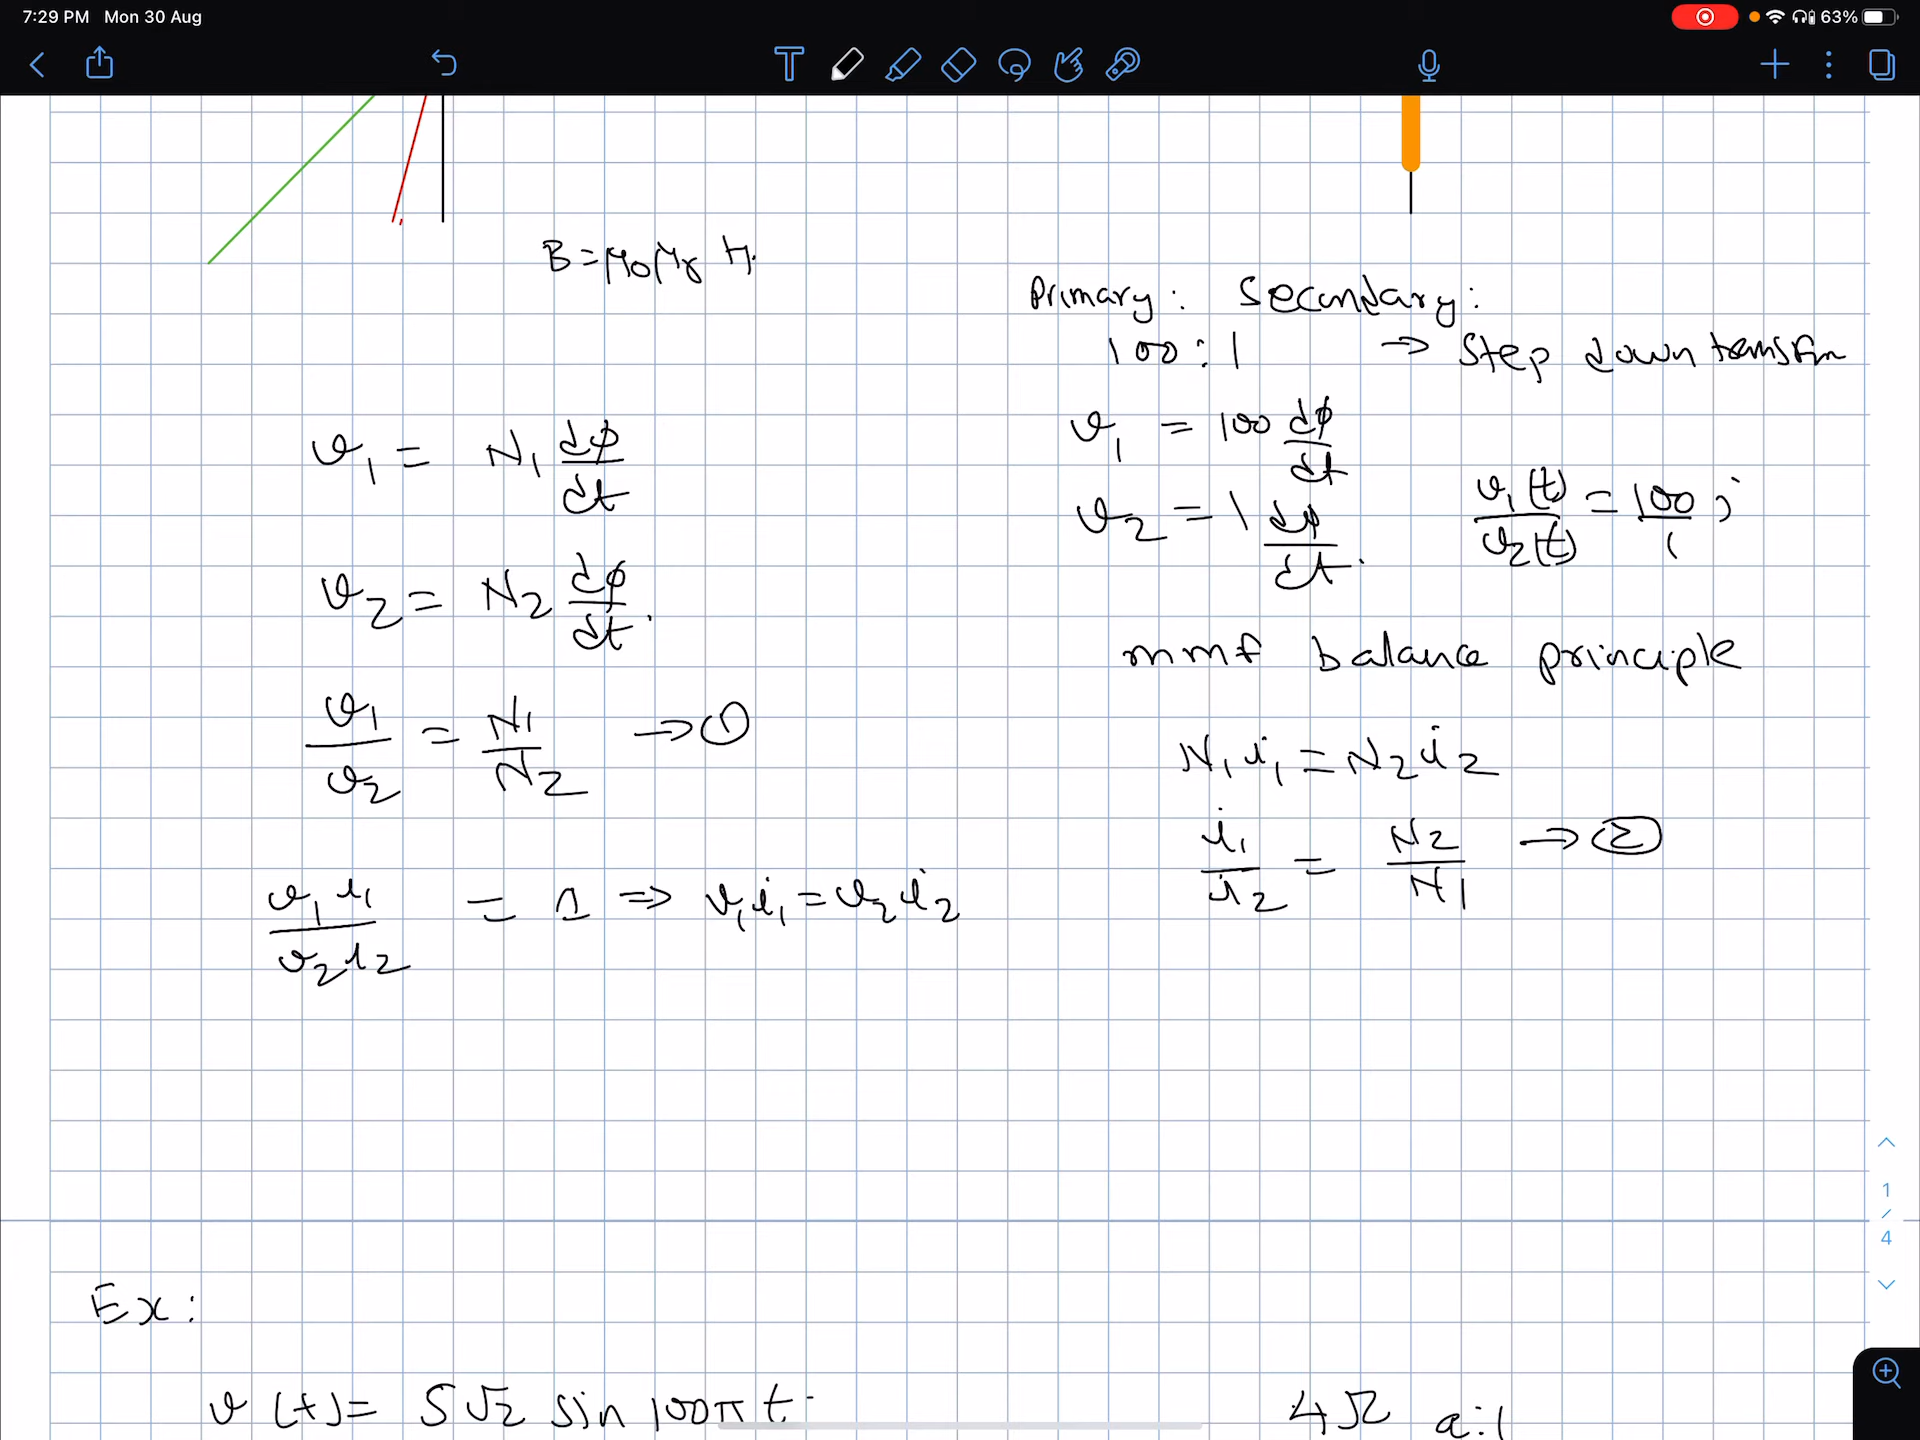 7:29 PM Mon 30 Aug
63%
B = μ₀μᵣ H.
v₁ = N₁ dφ/dt
v₂ = N₂ dφ/dt.
v₁/v₂ = N₁/N₂ → ①
v₁i₁/v₂i₂ = 1 ⇒ v₁i₁ = v₂i₂
Primary : Secondary :
100 : 1 → Step down
v₁ = 100 dφ/dt
v₂ = 1 dφ/dt.
v₁(t)/v₂(t) = 100/1 ;
mmf balance principle
N₁i₁ = N₂i₂
i₁/i₂ = N₂/N₁ → ②
1
/
4
Ex :
v(t) = 5√2 sin 100π t
4Ω a:1